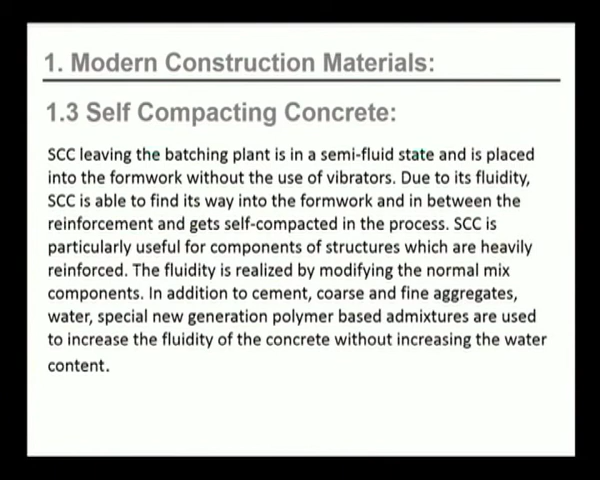 1. Modern Construction Materials:
1.3 Self Compacting Concrete:
SCC leaving the batching plant is in a semi-fluid state and is placed
into the formwork without the use of vibrators. Due to its fluidity,
SCC is able to find its way into the formwork and in between the
reinforcement and gets self-compacted in the process. SCC is
particularly useful for components of structures which are heavily
reinforced. The fluidity is realized by modifying the normal mix
components. In addition to cement, coarse and fine aggregates,
water, special new generation polymer based admixtures are used
to increase the fluidity of the concrete without increasing the water
content.